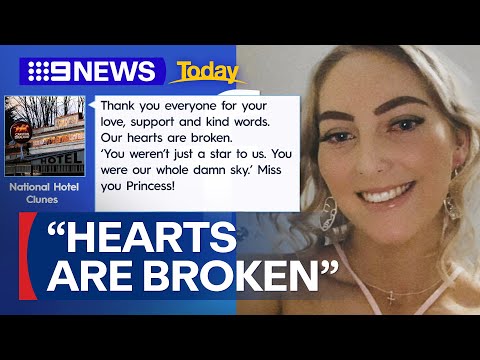 9NEWS
Today
Thank you everyone for your
love, support and kind words.
Our hearts are broken.
‘You weren’t just a star to us. You
were our whole damn sky.’ Miss
you Princess!
HOTEL
National Hotel
Clunes
“HEARTS
ARE BROKEN”